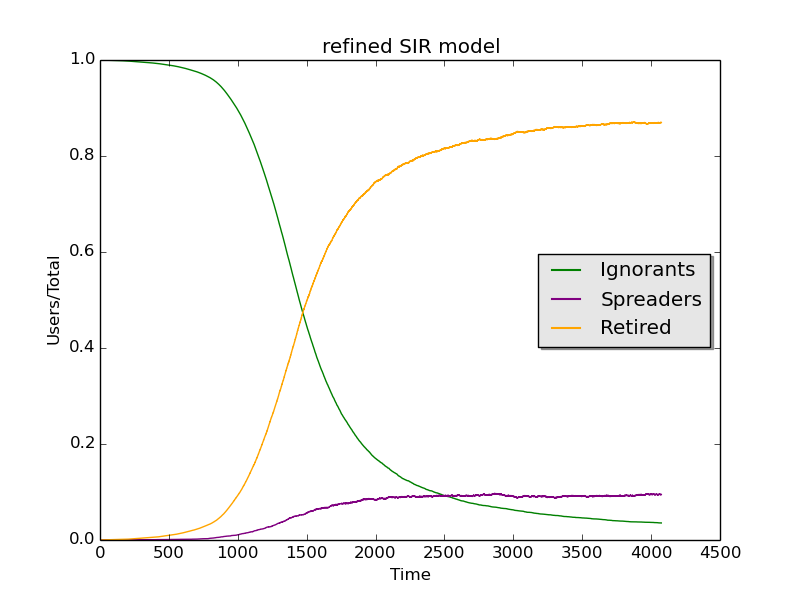 refined SIR model
1.0
0.8
0.6
0.4
0.2
0.0
Users/Total
Ignorants
Spreaders
Retired
0 500 1000 1500 2000 2500 3000 3500 4000 4500
Time